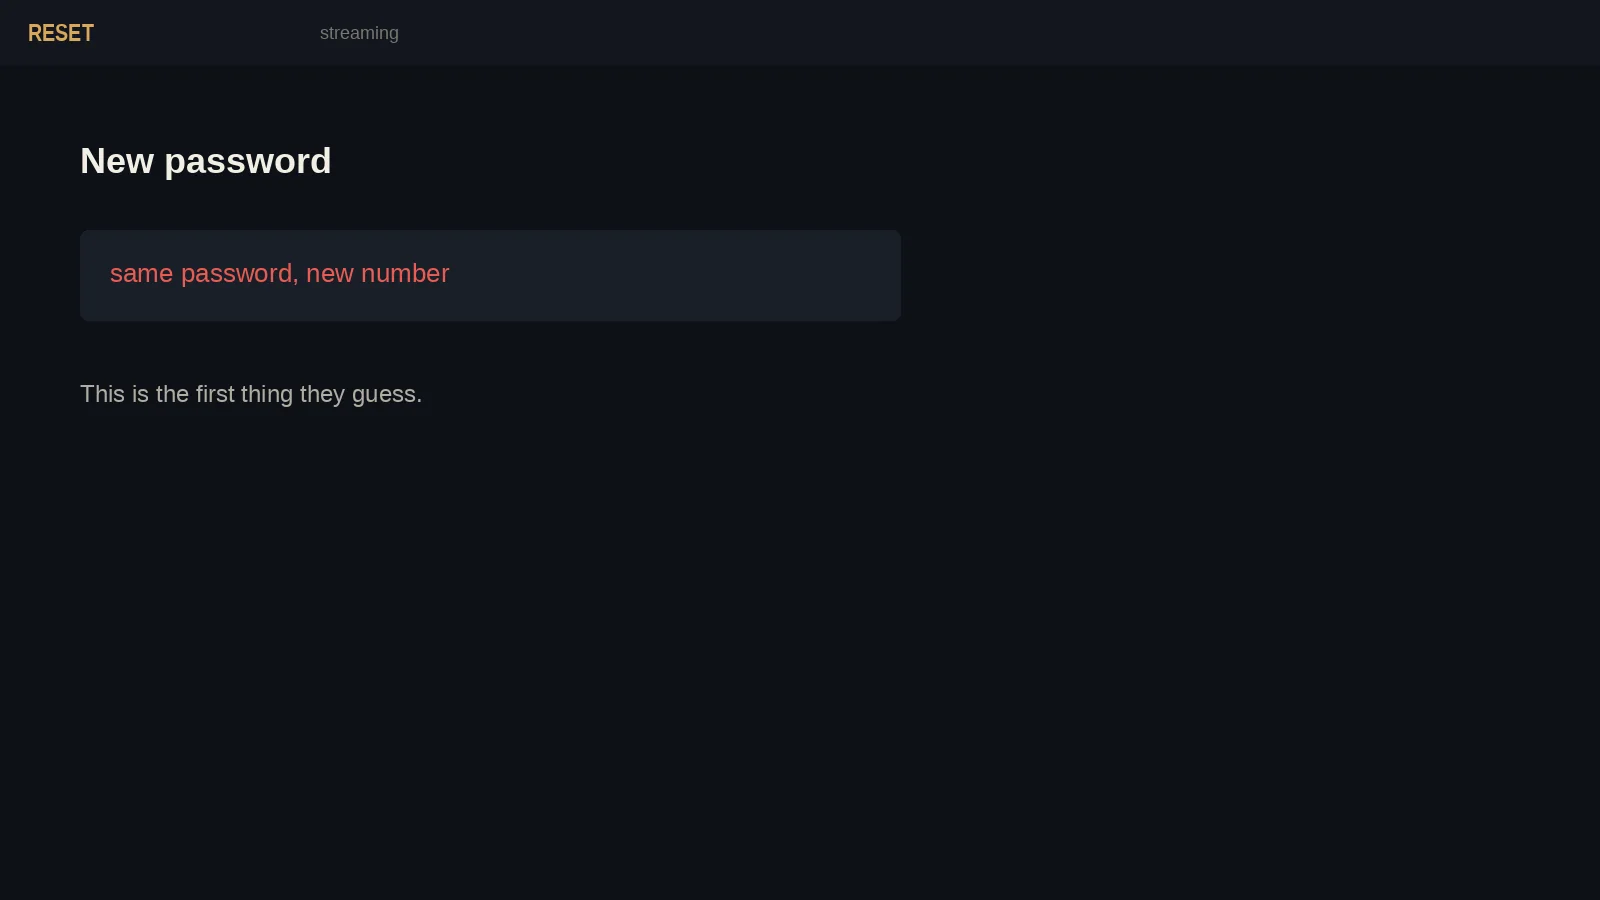 RESET
streaming
New password
same password, new number
This is the first thing they guess.